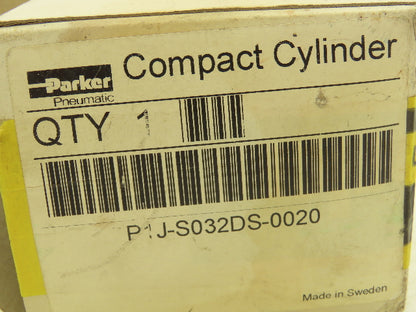 Parker
Pneumatic
Compact Cylinder
QTY 1
P1J-S032DS-0020
Made in Sweden